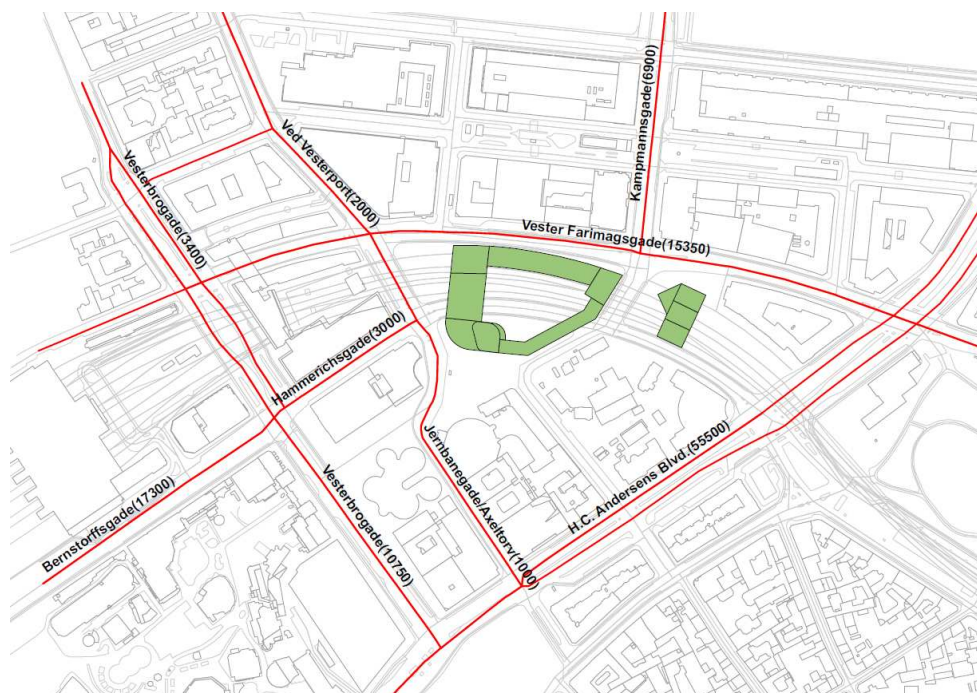 Kampmannsgade(6900)
Ved Vesterport(2000)
Vesterbrogade(3400)
Vester Farimagsgade(15350)
Hammerichsgade(3000)
Jernbanegade/Axeltorv(1000)
H.C. Andersens Blvd.(55500)
Vesterbrogade(10750)
Bernstorffsgade(17300)